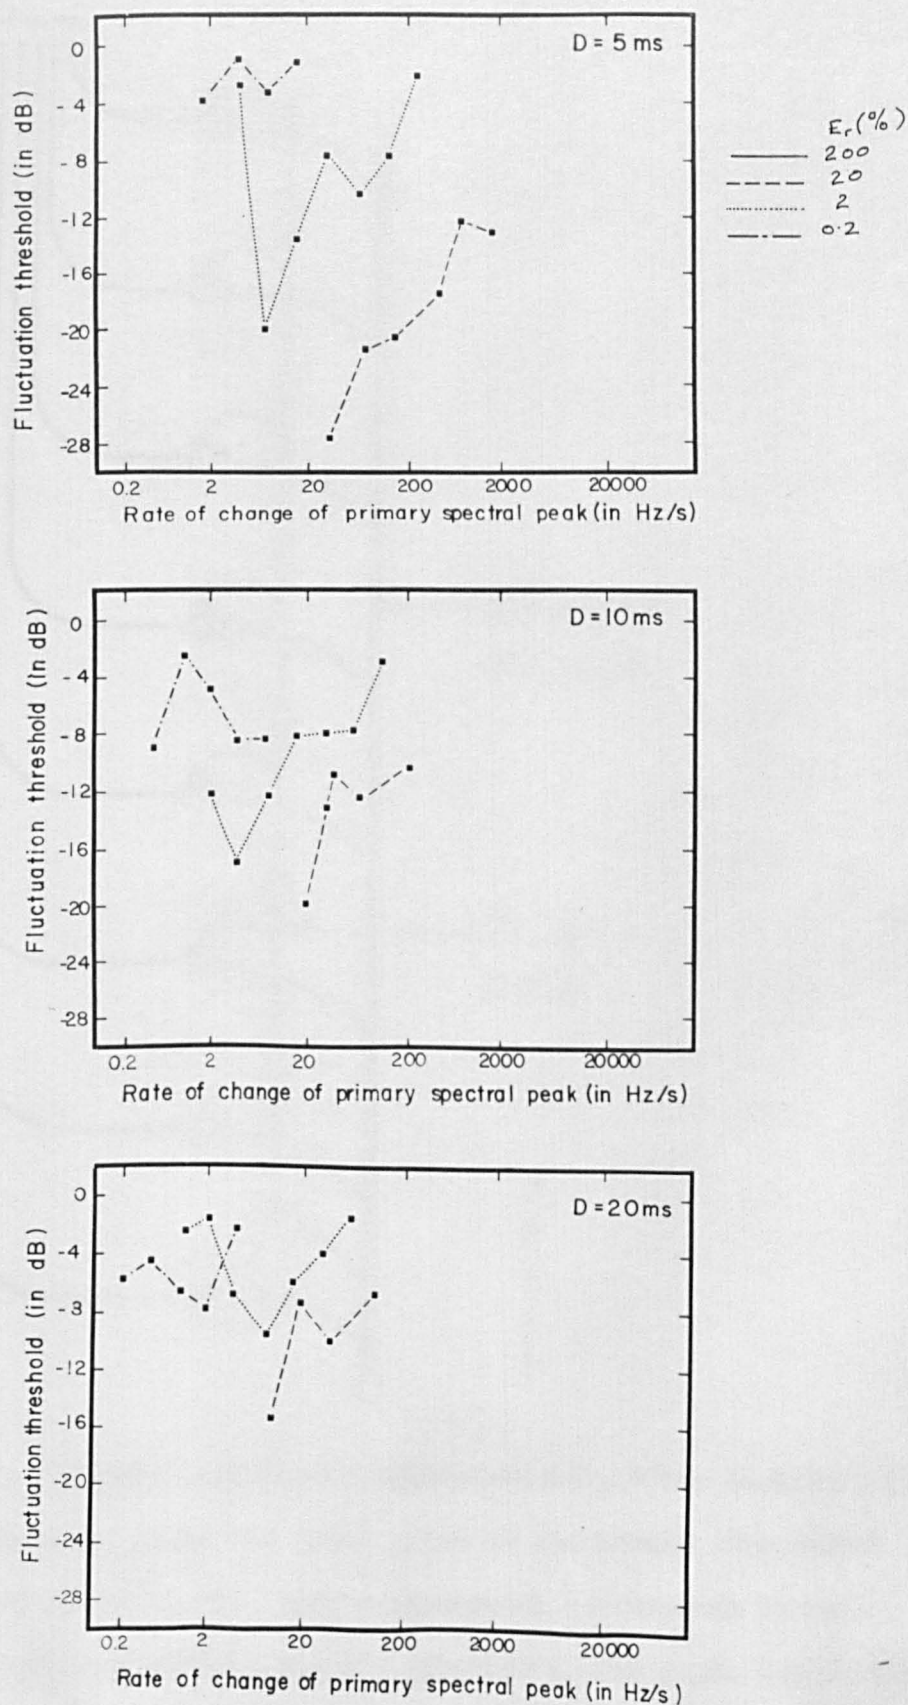 D = 5 ms
Fluctuation threshold (in dB)
0
-4
-8
-12
-16
-20
-24
-28
0.2 2 20 200 2000 20000
Rate of change of primary spectral peak (in Hz/s)
Er (%)
200
20
2
0.2
D = 10 ms
Fluctuation threshold (In dB)
0
-4
-8
-12
-16
-20
-24
-28
0.2 2 20 200 2000 20000
Rate of change of primary spectral peak (in Hz/s)
D = 20ms
Fluctuation threshold (in dB)
0
-4
-8
-12
-16
-20
-24
-28
0.2 2 20 200 2000 20000
Rate of change of primary spectral peak (in Hz/s)